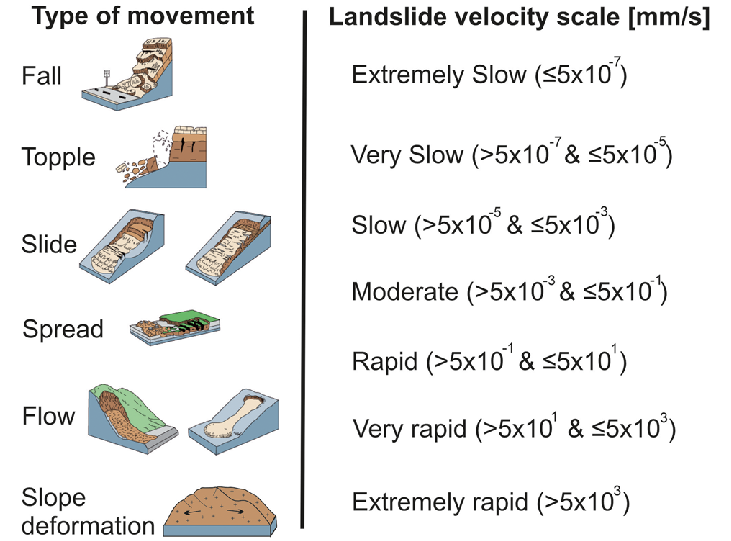 Type of movement
Fall
Topple
Slide
Spread
Flow
Slope
deformation
Landslide velocity scale [mm/s]
Extremely Slow (≤5x10⁻⁷)
Very Slow (>5x10⁻⁷ & ≤5x10⁻⁵)
Slow (>5x10⁻⁵ & ≤5x10⁻³)
Moderate (>5x10⁻³ & ≤5x10⁻¹)
Rapid (>5x10⁻¹ & ≤5x10¹)
Very rapid (>5x10¹ & ≤5x10³)
Extremely rapid (>5x10³)